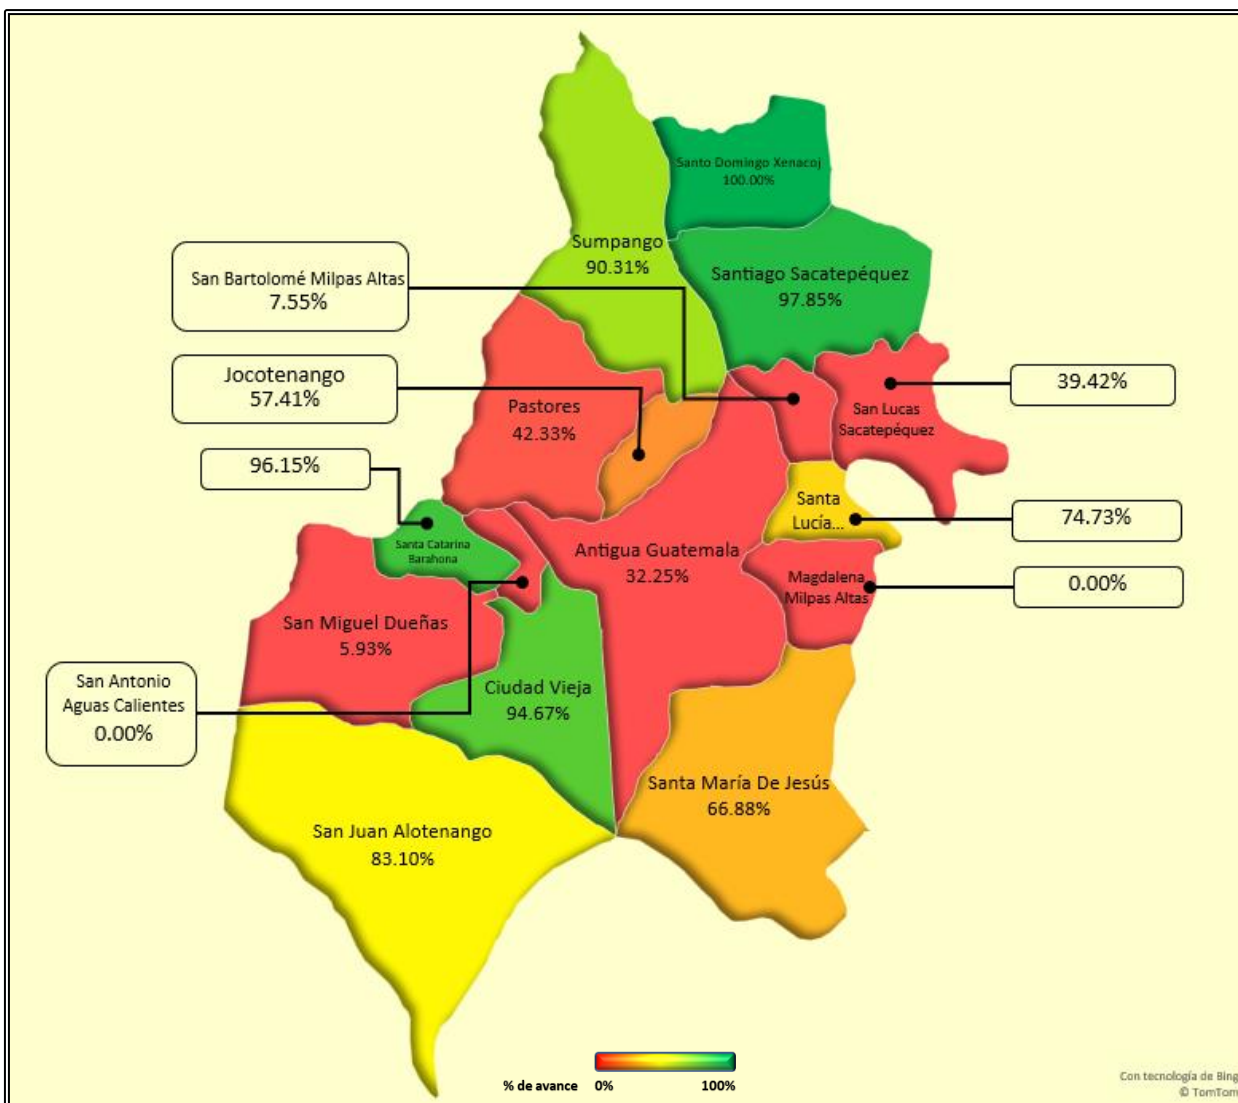 Santo Domingo Xenacoj
100.00%
Sumpango
90.31%
Santiago Sacatepéquez
97.85%
San Bartolomé Milpas Altas
7.55%
Jocotenango
57.41%
39.42%
Pastores
42.33%
San Lucas
Sacatepéquez
96.15%
Santa
Lucía...
74.73%
Santa Catarina
Barahona
Antigua Guatemala
32.25%
Magdalena
Milpas Altas
0.00%
San Miguel Dueñas
5.93%
San Antonio
Aguas Calientes
0.00%
Ciudad Vieja
94.67%
Santa María De Jesús
66.88%
San Juan Alotenango
83.10%
% de avance 0% 100%
Con tecnología de Bing
© TomTom